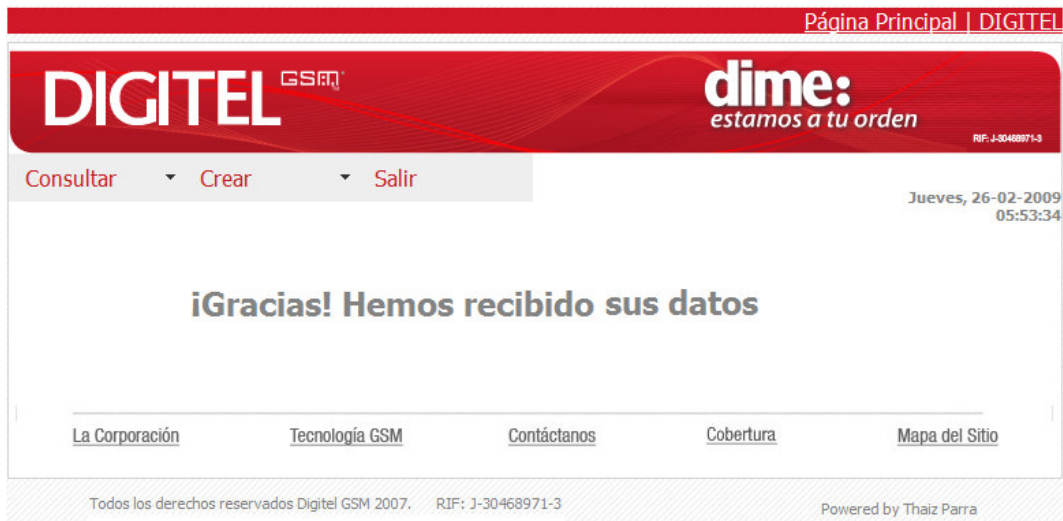 Página Principal | DIGITEL
DIGITEL GSM
dime:
estamos a tu orden
RIF: J-30468971-3
Consultar Crear Salir
Jueves, 26-02-2009
05:53:34
¡Gracias! Hemos recibido sus datos
La Corporación Tecnología GSM Contáctanos Cobertura Mapa del Sitio
Todos los derechos reservados Digitel GSM 2007. RIF: J-30468971-3
Powered by Thaiz Parra